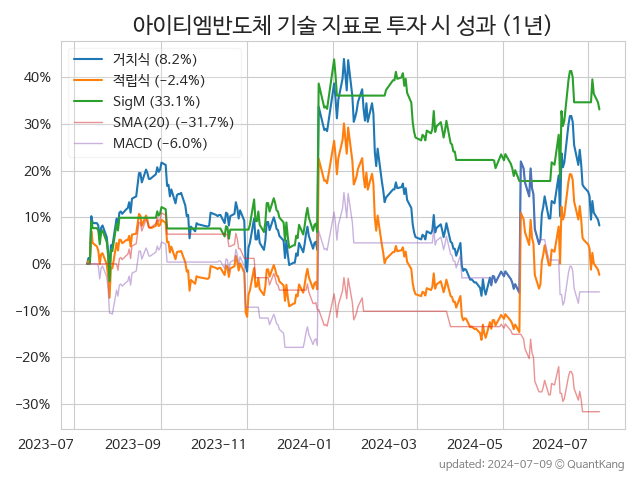 아이티엠반도체 기술 지표로 투자 시 성과 (1년)
거치식 (8.2%)
적립식 (−2.4%)
SigM (33.1%)
SMA(20) (−31.7%)
MACD (−6.0%)
40%
30%
20%
10%
0%
−10%
−20%
−30%
2023-07 2023-09 2023-11 2024-01 2024-03 2024-05 2024-07
updated: 2024-07-09 ⓒ QuantKang